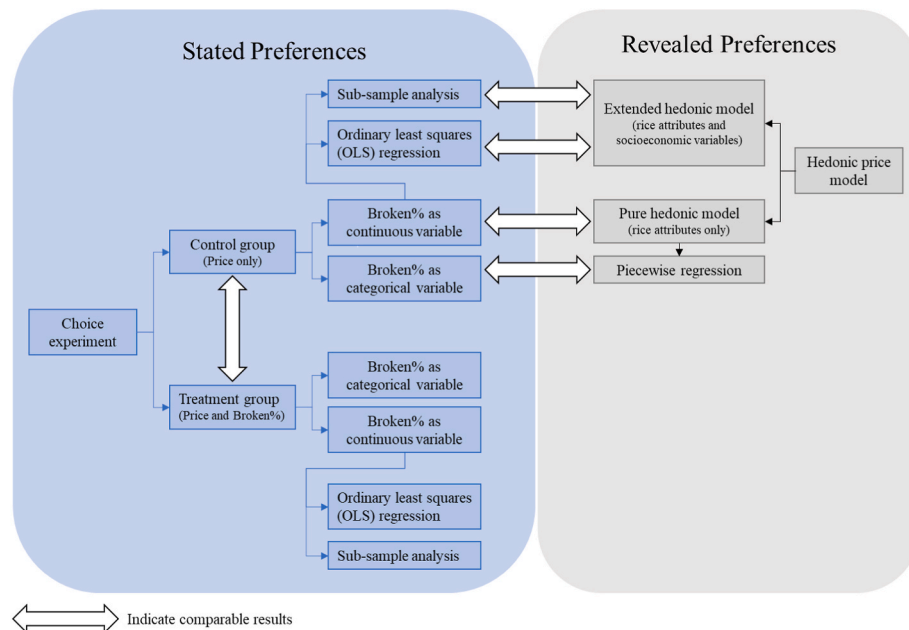 Stated Preferences
Revealed Preferences
Sub-sample analysis
Ordinary least squares
(OLS) regression
Extended hedonic model
(rice attributes and
socioeconomic variables)
Hedonic price
model
Broken% as
continuous variable
Pure hedonic model
(rice attributes only)
Control group
(Price only)
Broken% as
categorical variable
Piecewise regression
Choice
experiment
Broken% as
categorical variable
Treatment group
(Price and Broken%)
Broken% as
continuous variable
Ordinary least squares
(OLS) regression
Sub-sample analysis
Indicate comparable results